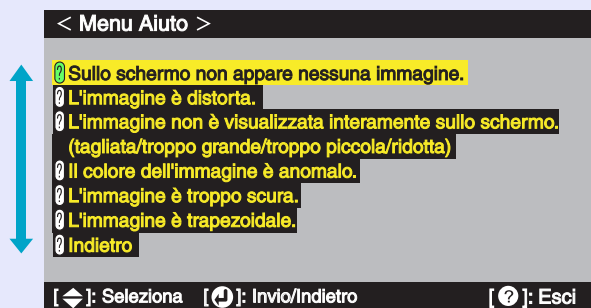 < Menu Aiuto >
? Sullo schermo non appare nessuna immagine.
? L'immagine è distorta.
? L'immagine non è visualizzata interamente sullo schermo.
(tagliata/troppo grande/troppo piccola/ridotta)
? Il colore dell'immagine è anomalo.
? L'immagine è troppo scura.
? L'immagine è trapezoidale.
? Indietro
[ ]: Seleziona [ ]: Invio/Indietro [ ? ]: Esci